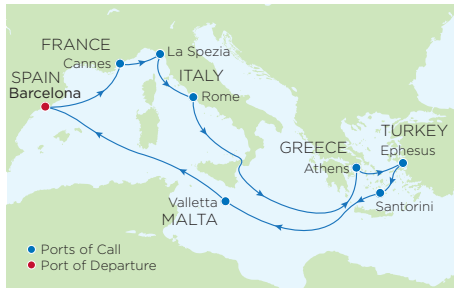 FRANCE
Cannes
La Spezia
SPAIN
Barcelona
ITALY
Rome
GREECE
Athens
TURKEY
Ephesus
Santorini
Valletta
MALTA
Ports of Call
Port of Departure